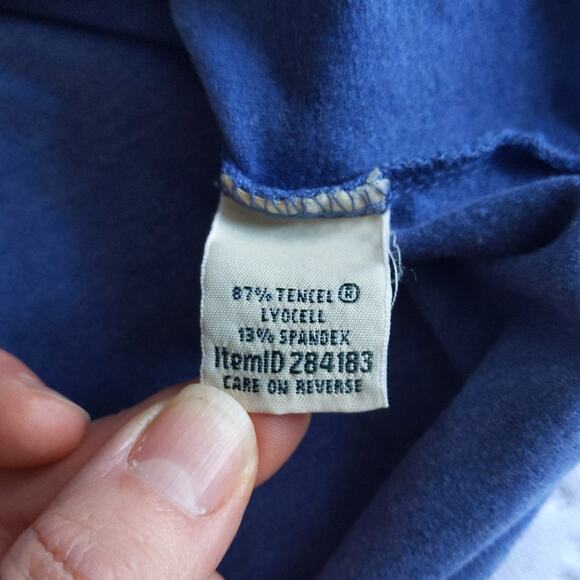 87% TENCEL ®
LYOCELL
13% SPANDEX
ItemID 284183
CARE ON REVERSE